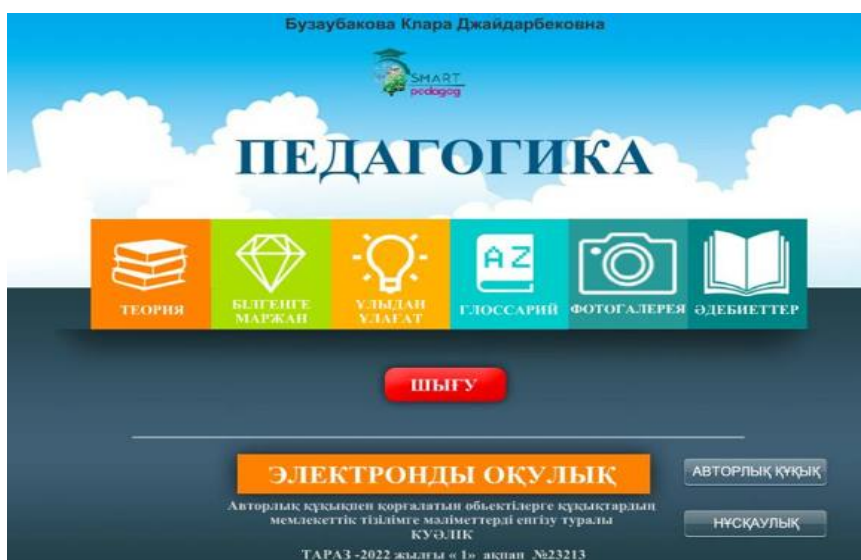 Бузаубакова Клара Джайдарбековна
SMART
pedagog
ПЕДАГОГИКА
ТЕОРИЯ
БІЛГЕНГЕ
МАРЖАН
ҰЛЫДАН
ҰЛАҒАТ
AZ
ГЛОССАРИЙ
ФОТОГАЛЕРЕЯ
ӘДЕБИЕТТЕР
ШЫҒУ
ЭЛЕКТРОНДЫ ОҚУЛЫҚ
АВТОРЛЫҚ ҚҰҚЫҚ
Авторлық құқықпен қорғалатын объектілерге құқықтардың
мемлекеттік тізілімге мәліметтерді енгізу туралы
КУӘЛІК
НҰСҚАУЛЫҚ
ТАРАЗ -2022 жылғы « 1» ақпан №23213